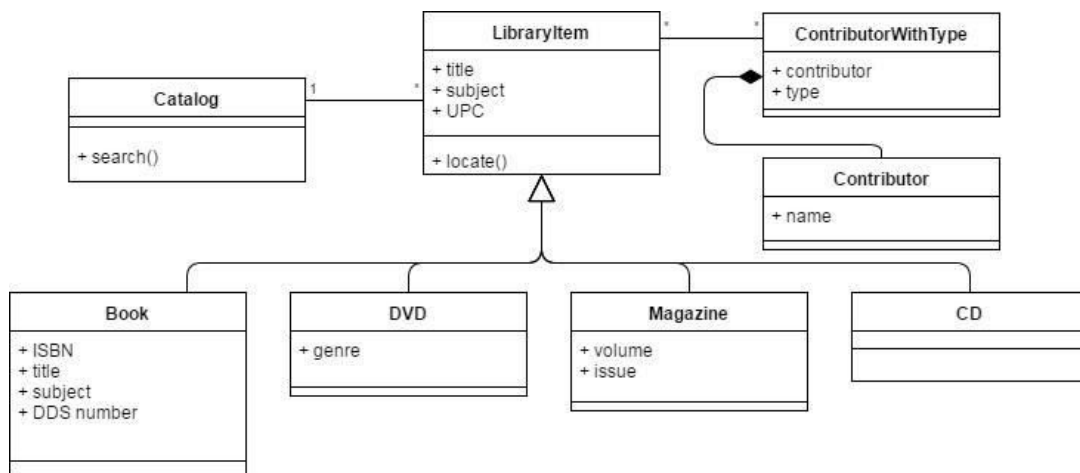 LibraryItem
+ title
+ subject
+ UPC
+ locate()
*
*
ContributorWithType
+ contributor
+ type
Catalog
+ search()
1
*
Contributor
+ name
Book
+ ISBN
+ title
+ subject
+ DDS number
DVD
+ genre
Magazine
+ volume
+ issue
CD